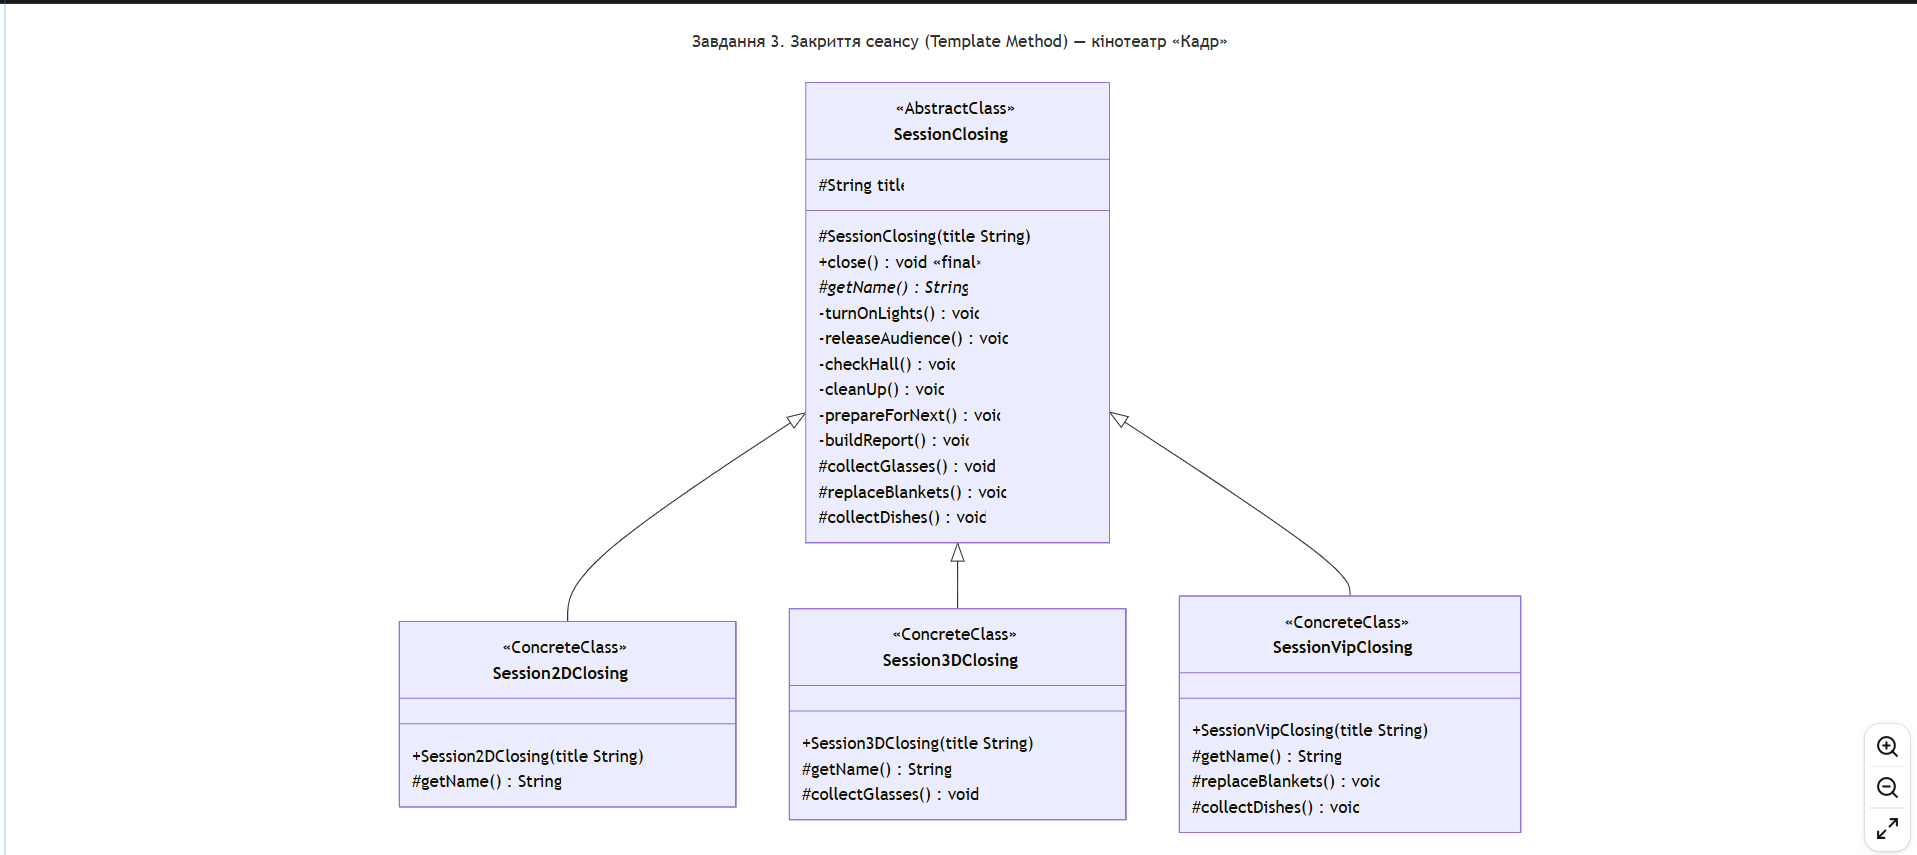 Завдання 3. Закриття сеансу (Template Method) — кінотеатр «Кадр»
«AbstractClass»
SessionClosing
#String title
#SessionClosing(title String)
+close() : void «final»
#getName() : String
-turnOnLights() : void
-releaseAudience() : void
-checkHall() : void
-cleanUp() : void
-prepareForNext() : void
-buildReport() : void
#collectGlasses() : void
#replaceBlankets() : void
#collectDishes() : void
«ConcreteClass»
Session2DClosing
+Session2DClosing(title String)
#getName() : String
«ConcreteClass»
Session3DClosing
+Session3DClosing(title String)
#getName() : String
#collectGlasses() : void
«ConcreteClass»
SessionVipClosing
+SessionVipClosing(title String)
#getName() : String
#replaceBlankets() : void
#collectDishes() : void